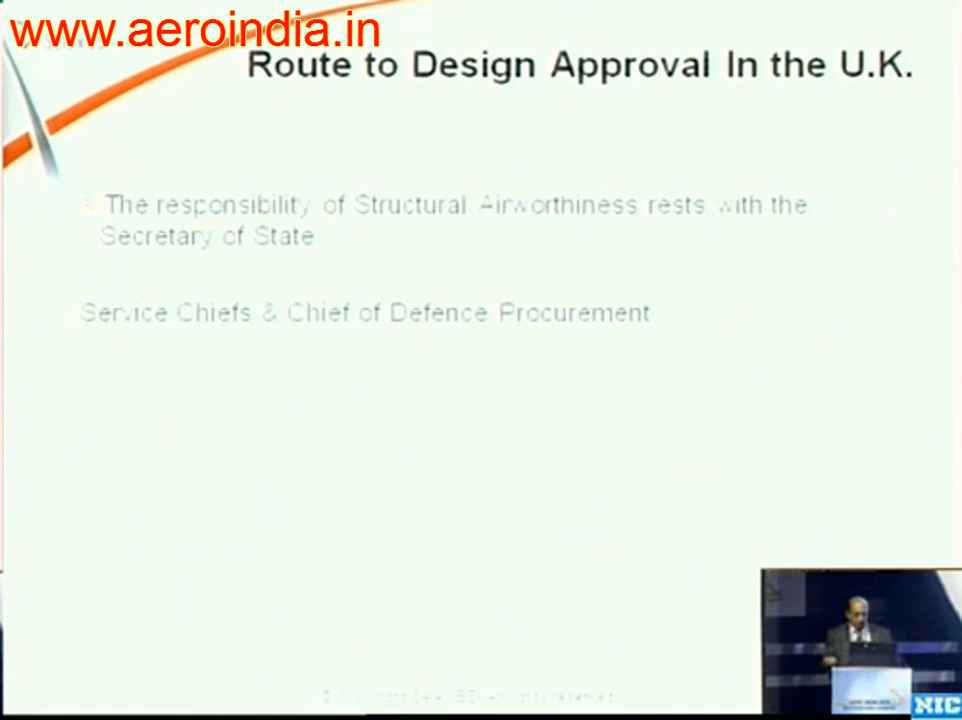 www.aeroindia.in
Route to Design Approval In the U.K.
The responsibility of Structural Airworthiness rests with the
Secretary of State
Service Chiefs & Chief of Defence Procurement
NIC